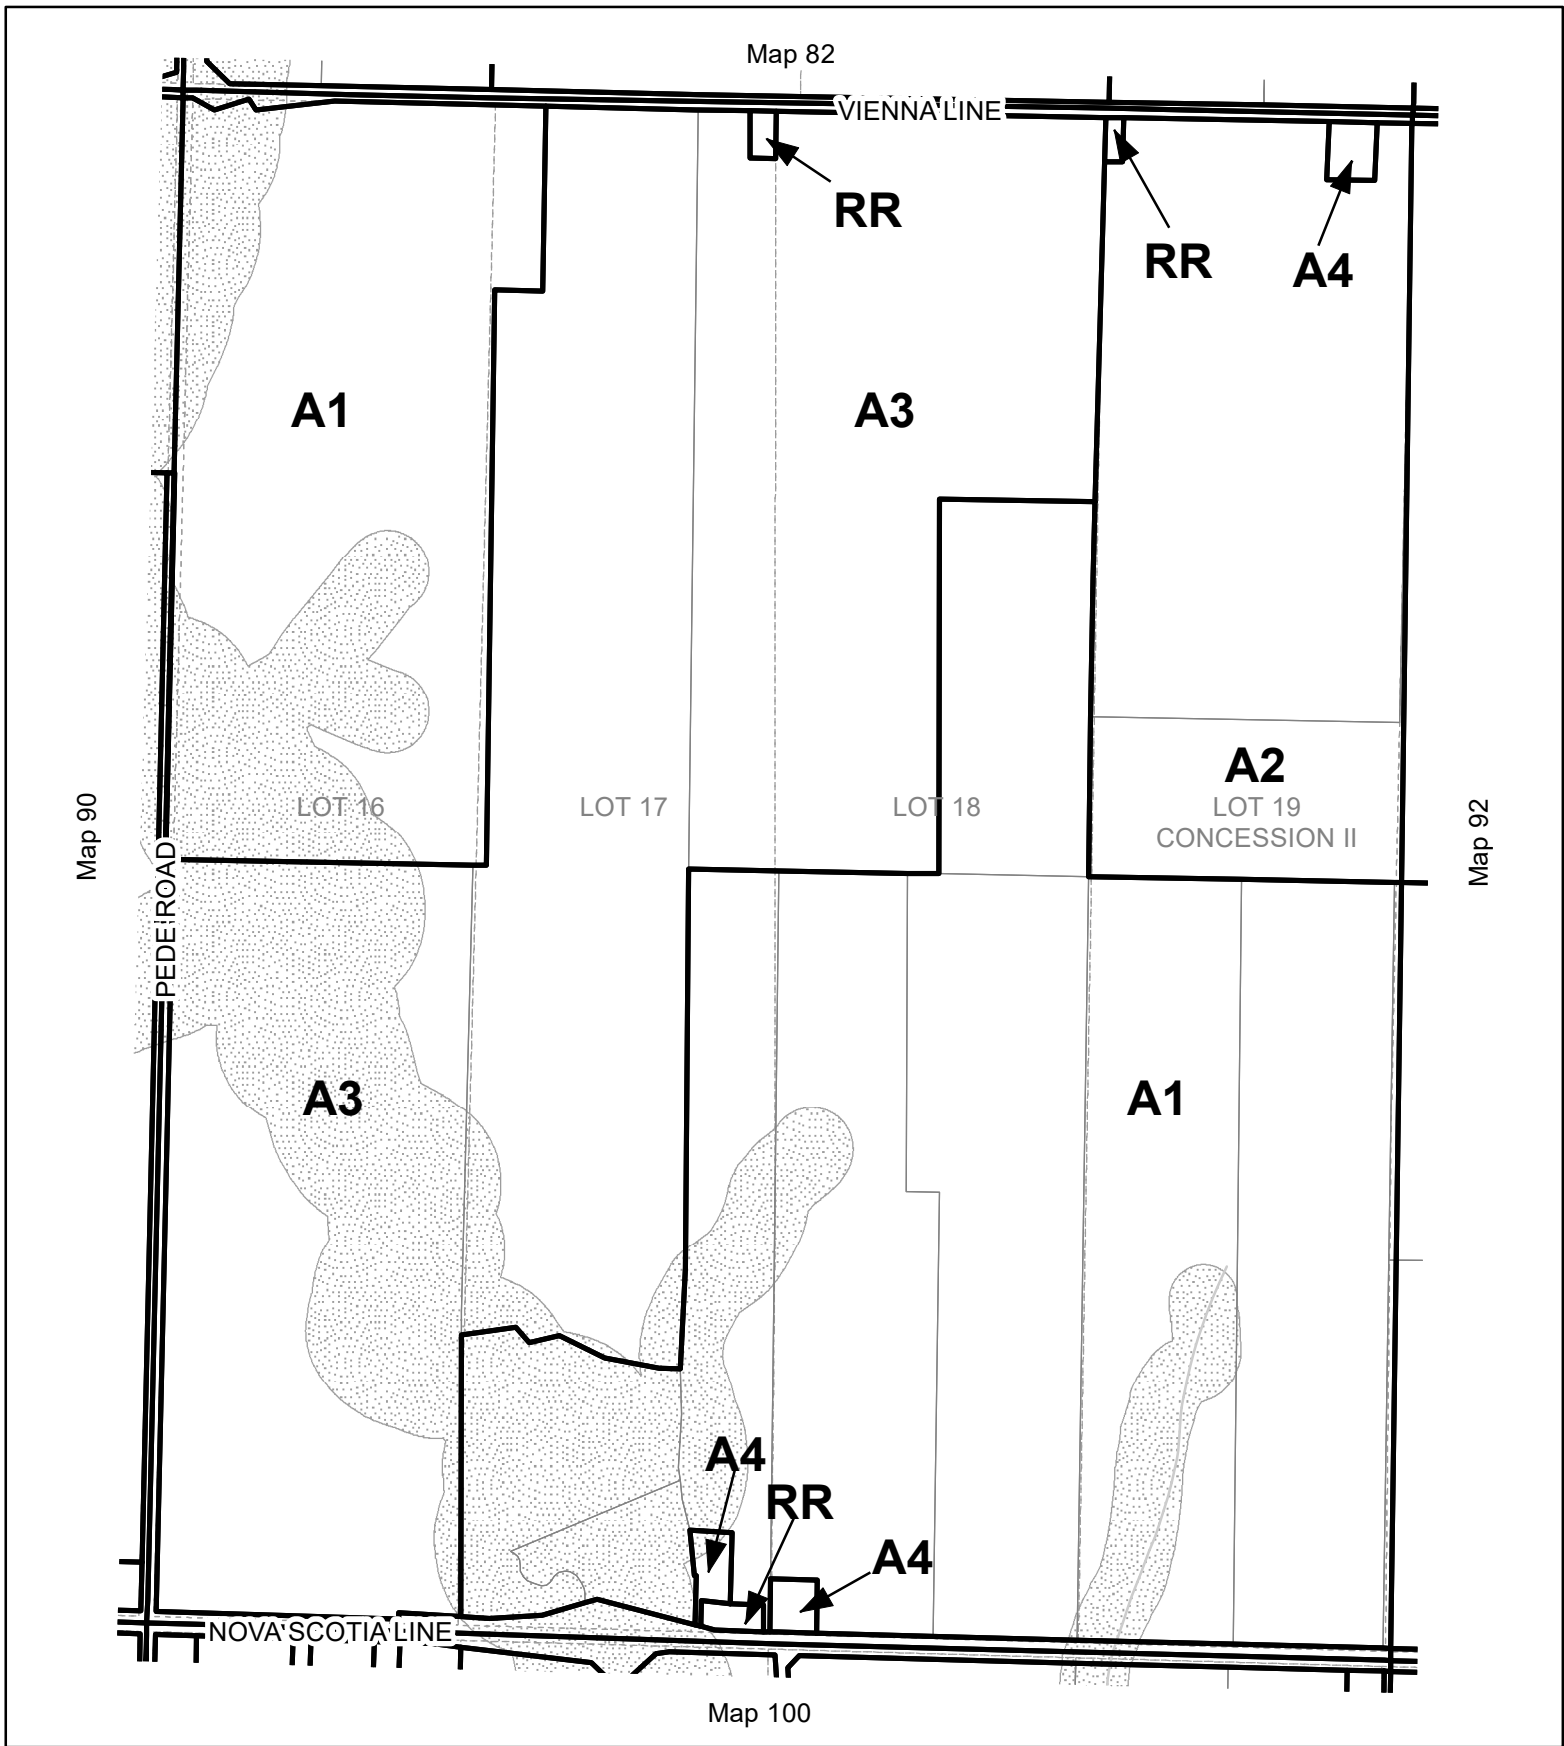 Map 82
VIENNA LINE
RR
RR
A4
A1
A3
A2
LOT 16
LOT 17
LOT 18
LOT 19
CONCESSION II
Map 90
Map 92
PEDE ROAD
A3
A1
A4
RR
A4
NOVA SCOTIA LINE
Map 100